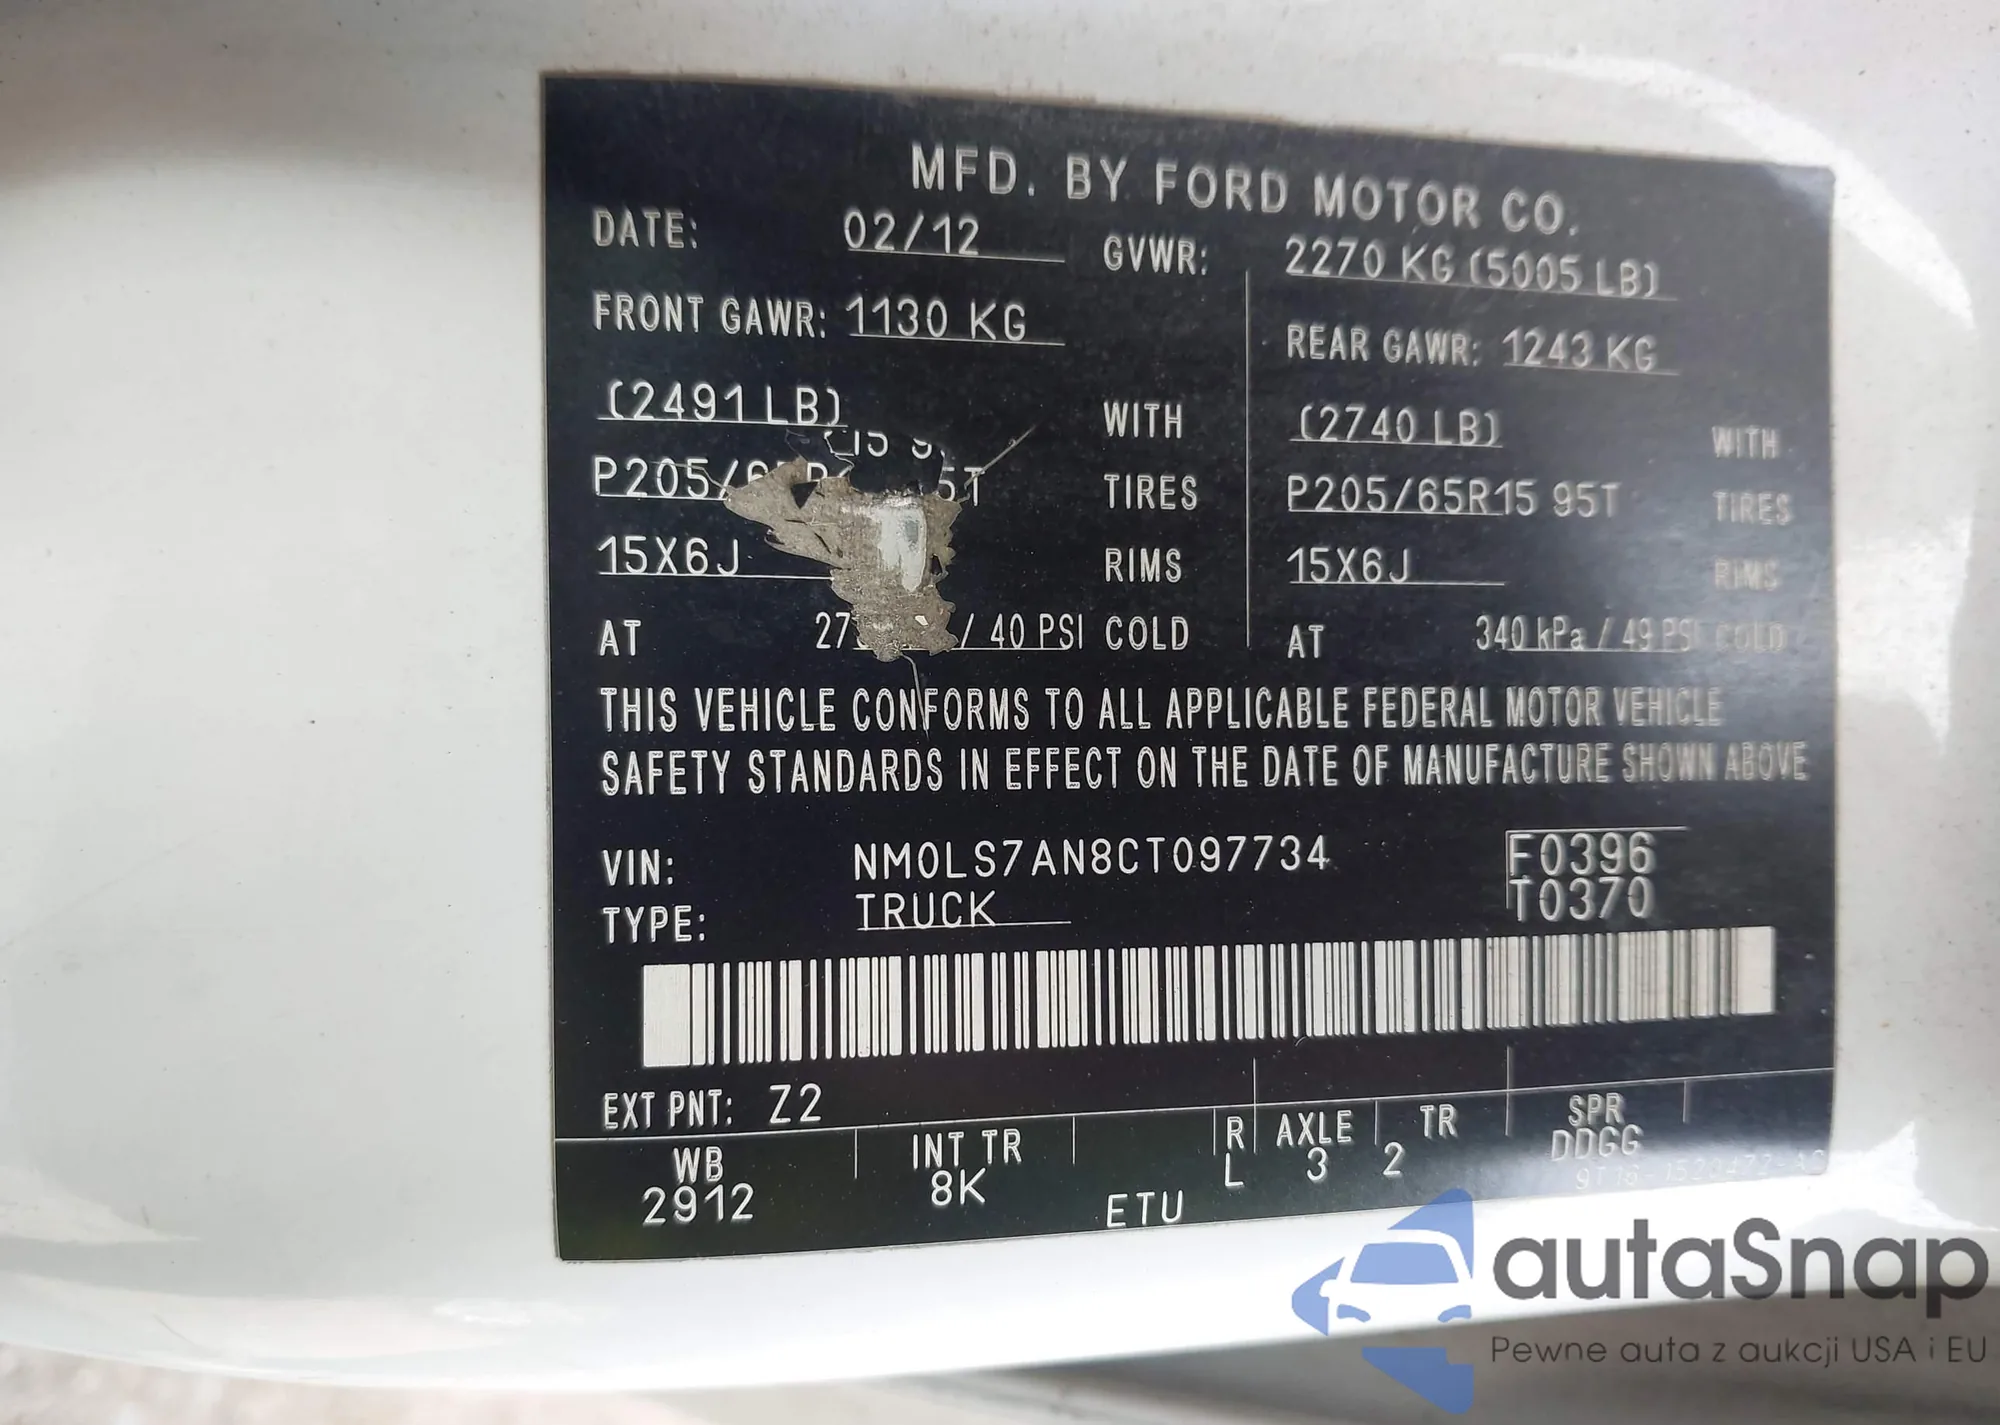 MFD. BY FORD MOTOR CO.
DATE: 02/12 GVWR: 2270 KG (5005 LB)
FRONT GAWR: 1130 KG REAR GAWR: 1243 KG
(2491 LB) WITH (2740 LB) WITH
P205/ 5T TIRES P205/65R15 95T TIRES
15X6J RIMS 15X6J RIMS
AT 27 / 40 PSI COLD AT 340 kPa / 49 PSI COLD
THIS VEHICLE CONFORMS TO ALL APPLICABLE FEDERAL MOTOR VEHICLE
SAFETY STANDARDS IN EFFECT ON THE DATE OF MANUFACTURE SHOWN ABOVE
VIN: NM0LS7AN8CT097734 F0396
TYPE: TRUCK T0370
EXT PNT: Z2
WB INT TR R AXLE TR SPR
2912 8K L 3 2 DDGG
ETU
autaSnap
Pewne auta z aukcji USA i EU